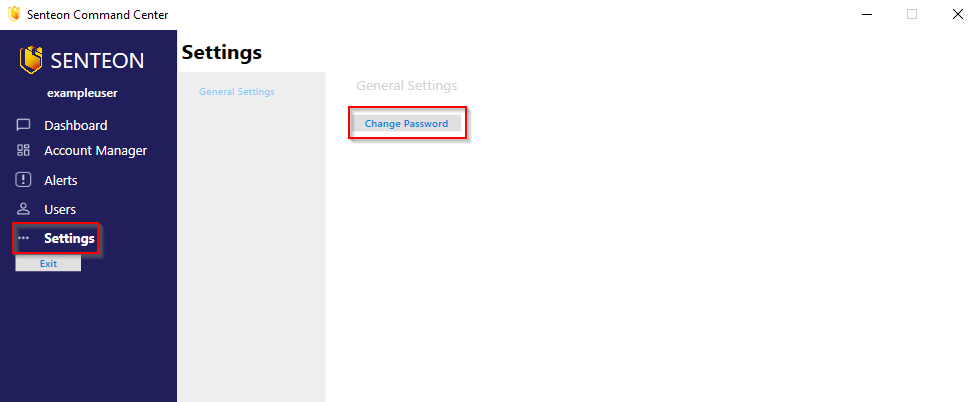 Senteon Command Center
SENTEON
exampleuser
Dashboard
Account Manager
Alerts
Users
Settings
Exit
Settings
General Settings
General Settings
Change Password